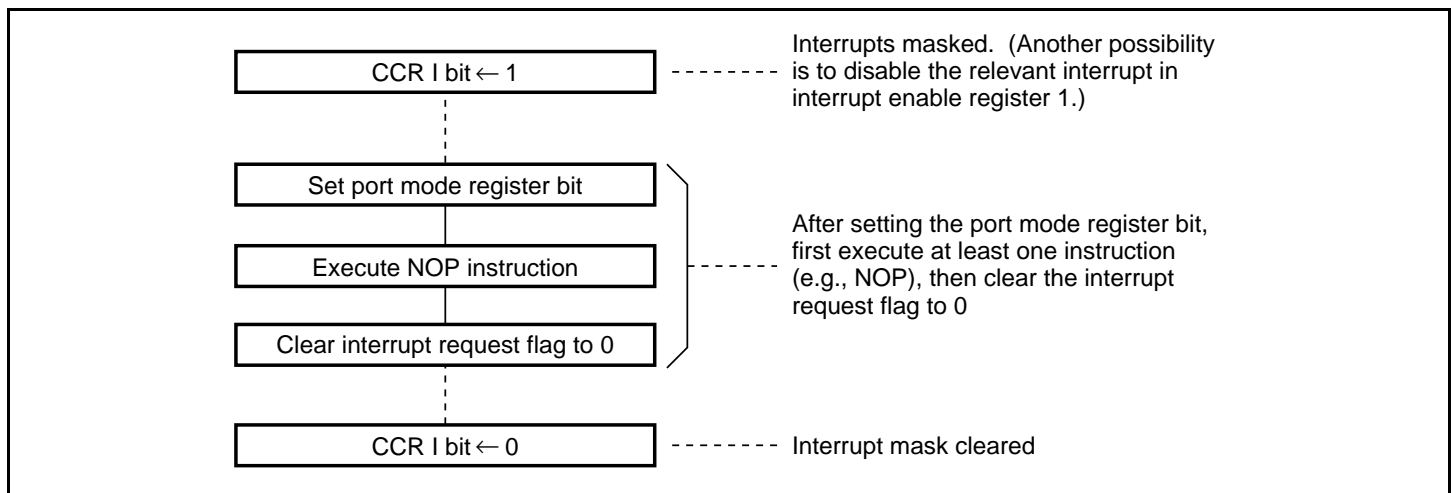 CCR I bit ← 1
Interrupts masked.  (Another possibility
is to disable the relevant interrupt in
interrupt enable register 1.)
Set port mode register bit
Execute NOP instruction
Clear interrupt request flag to 0
After setting the port mode register bit,
first execute at least one instruction
(e.g., NOP), then clear the interrupt
request flag to 0
CCR I bit ← 0
Interrupt mask cleared